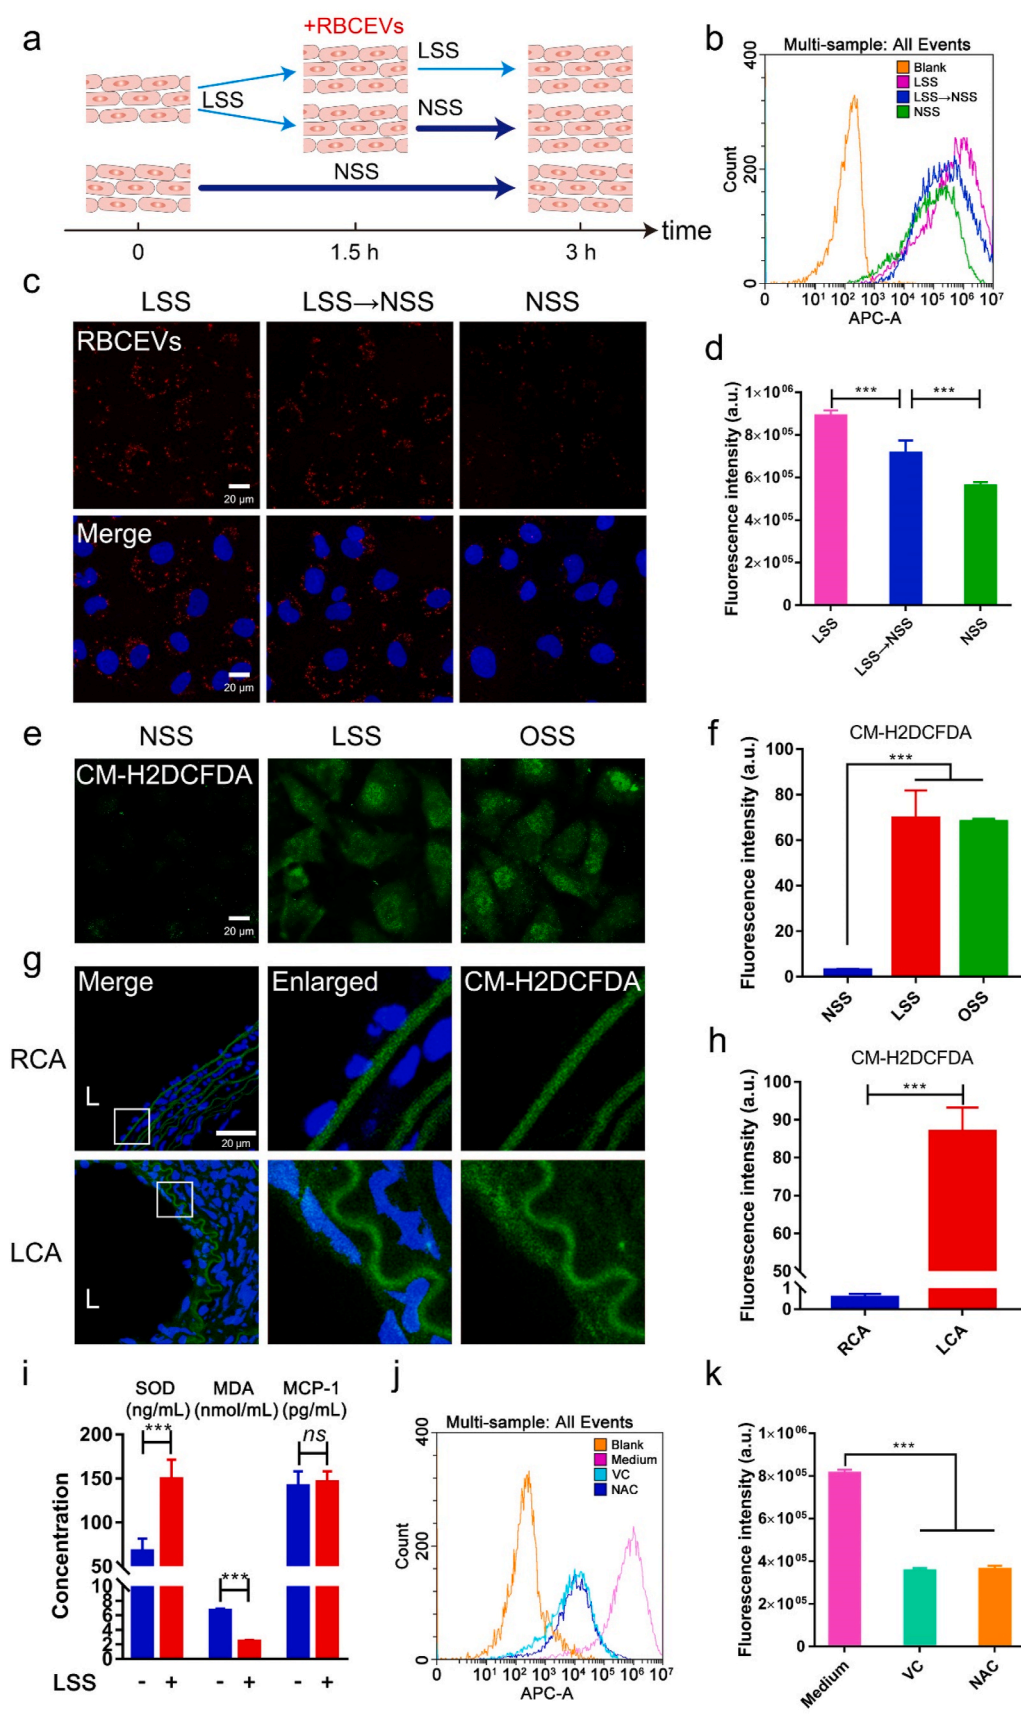 a
+RBCEVs
LSS
LSS
NSS
NSS
time
0
1.5 h
3 h
b
Multi-sample: All Events
Blank
LSS
LSS→NSS
NSS
Count
400
200
0
0
10¹
10²
10³
10⁴
10⁵
10⁶
10⁷
APC-A
c
LSS
LSS→NSS
NSS
RBCEVs
20 μm
Merge
20 μm
d
Fluorescence intensity (a.u.)
1×10⁰⁶
8×10⁰⁵
6×10⁰⁵
4×10⁰⁵
2×10⁰⁵
0
***
***
LSS
LSS→NSS
NSS
e
NSS
LSS
OSS
CM-H2DCFDA
20 μm
f
CM-H2DCFDA
Fluorescence intensity (a.u.)
100
80
60
40
20
0
***
NSS
LSS
OSS
g
Merge
Enlarged
CM-H2DCFDA
RCA
L
20 μm
LCA
L
h
CM-H2DCFDA
Fluorescence intensity (a.u.)
100
90
80
70
60
50
1
0
***
RCA
LCA
i
SOD
(ng/mL)
MDA
(nmol/mL)
MCP-1
(pg/mL)
***
***
ns
Concentration
200
150
100
50
10
8
6
4
2
0
LSS - + - + - +
j
Multi-sample: All Events
Blank
Medium
VC
NAC
Count
400
200
0
0
10¹
10²
10³
10⁴
10⁵
10⁶
10⁷
APC-A
k
Fluorescence intensity (a.u.)
1×10⁰⁶
8×10⁰⁵
6×10⁰⁵
4×10⁰⁵
2×10⁰⁵
0
***
Medium
VC
NAC